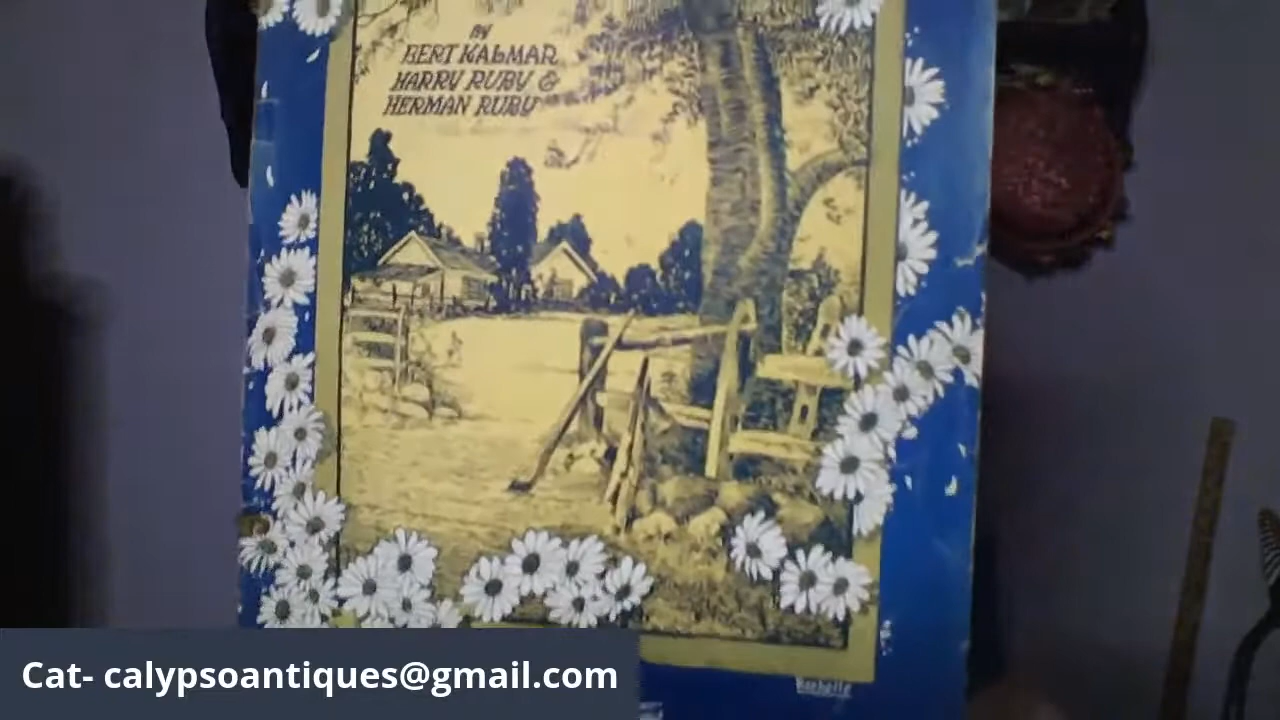 BY
BERT KALMAR
HARRY RUBY &
HERMAN RUBY
Cat- calypsoantiques@gmail.com